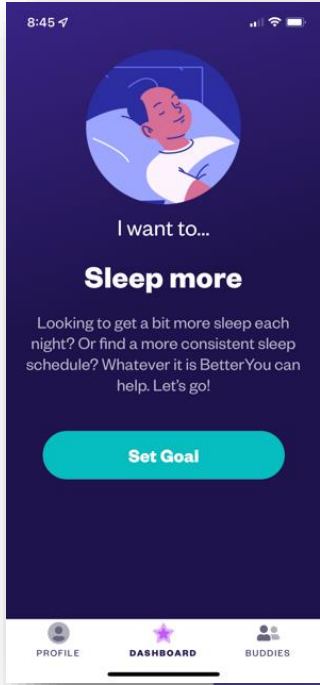 8:45
I want to...
Sleep more
Looking to get a bit more sleep each
night? Or find a more consistent sleep
schedule? Whatever it is BetterYou can
help. Let's go!
Set Goal
PROFILE DASHBOARD BUDDIES